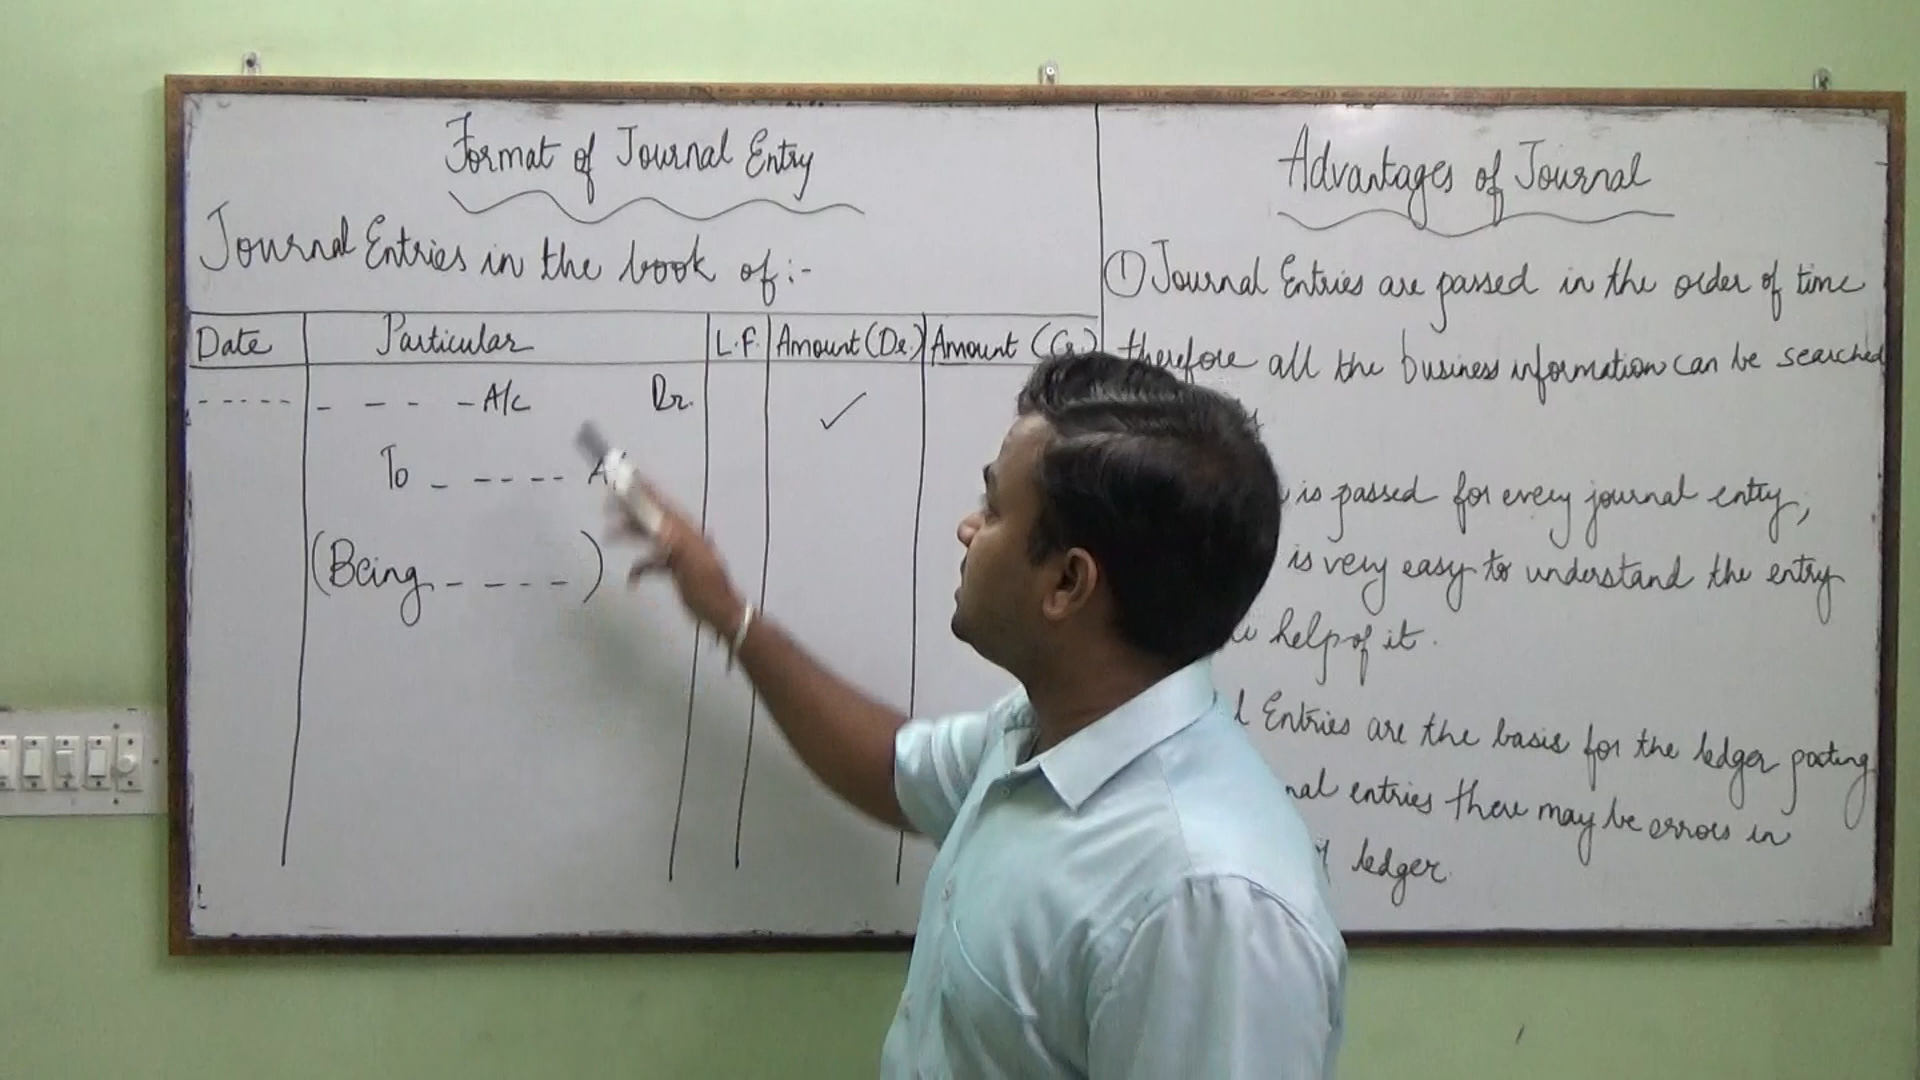 Format of Journal Entry
Journal Entries in the book of :-
Date Particular L.F. Amount (Dr.) Amount (Cr.)
----- - - - - - A/c Dr. ✓
To - - - - - A/
(Being - - - - )
Advantages of Journal
① Journal Entries are passed in the order of time
therefore all the business information can be searched
is passed for every journal entry,
is very easy to understand the entry
help of it.
Entries are the basis for the ledger posting
entries there may be errors in
ledger.